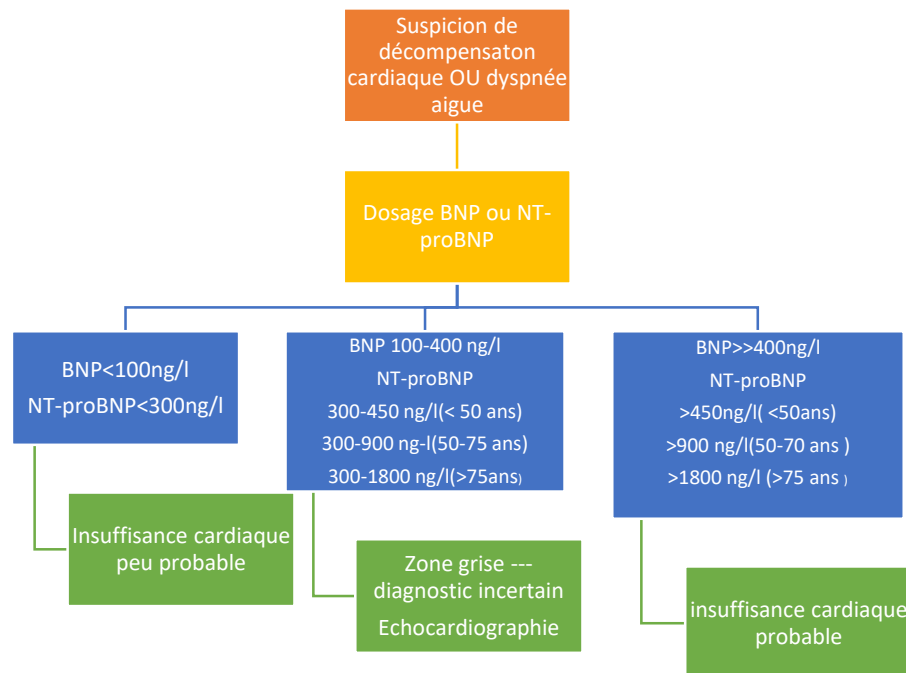 Suspicion de
décompensaton
cardiaque OU dyspnée
aigue
Dosage BNP ou NT-
proBNP
BNP<100ng/l
NT-proBNP<300ng/l
BNP 100-400 ng/l
NT-proBNP
300-450 ng/l(< 50 ans)
300-900 ng-l(50-75 ans)
300-1800 ng/l(>75ans)
BNP>>400ng/l
NT-proBNP
>450ng/l( <50ans)
>900 ng/l(50-70 ans )
>1800 ng/l (>75 ans )
Insuffisance cardiaque
peu probable
Zone grise ---
diagnostic incertain
Echocardiographie
insuffisance cardiaque
probable